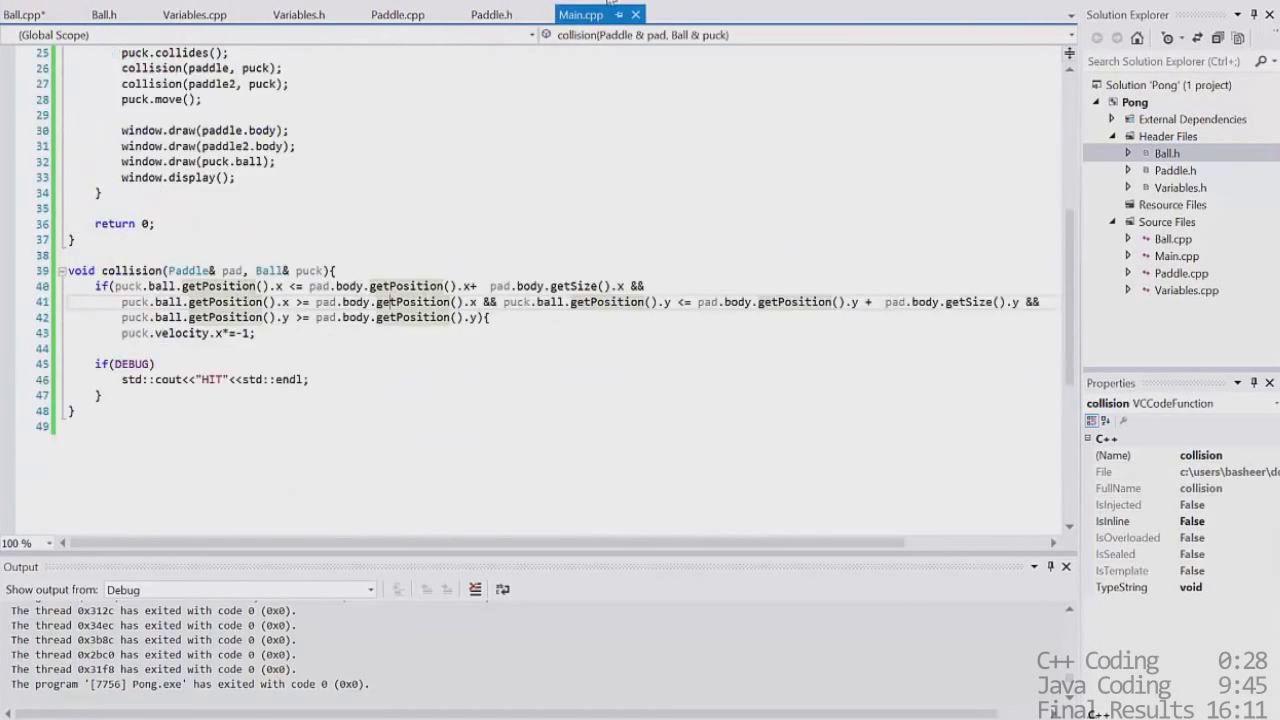 Ball.cpp* Ball.h Variables.cpp Variables.h Paddle.cpp Paddle.h Main.cpp
(Global Scope) collision(Paddle & pad, Ball & puck)
25 puck.collides();
26 collision(paddle, puck);
27 collision(paddle2, puck);
28 puck.move();
29
30 window.draw(paddle.body);
31 window.draw(paddle2.body);
32 window.draw(puck.ball);
33 window.display();
34 }
35
36 return 0;
37 }
38
39 void collision(Paddle& pad, Ball& puck){
40 if(puck.ball.getPosition().x <= pad.body.getPosition().x+  pad.body.getSize().x &&
41 puck.ball.getPosition().x >= pad.body.getPosition().x && puck.ball.getPosition().y <= pad.body.getPosition().y +  pad.body.getSize().y &&
42 puck.ball.getPosition().y >= pad.body.getPosition().y){
43 puck.velocity.x*=-1;
44
45 if(DEBUG)
46 std::cout<<"HIT"<<std::endl;
47 }
48 }
49
100 %
Output
Show output from: Debug
The thread 0x312c has exited with code 0 (0x0).
The thread 0x34ec has exited with code 0 (0x0).
The thread 0x3b8c has exited with code 0 (0x0).
The thread 0x2bc0 has exited with code 0 (0x0).
The thread 0x31f8 has exited with code 0 (0x0).
The program '[7756] Pong.exe' has exited with code 0 (0x0).
Solution Explorer
Search Solution Explorer (Ctrl+;)
Solution 'Pong' (1 project)
Pong
External Dependencies
Header Files
Ball.h
Paddle.h
Variables.h
Resource Files
Source Files
Ball.cpp
Main.cpp
Paddle.cpp
Variables.cpp
Properties
collision VCCodeFunction
C++
(Name) collision
File c:\users\basheer\do
FullName collision
IsInjected False
IsInline False
IsOverloaded False
IsSealed False
IsTemplate False
TypeString void
C++ Coding 0:28
Java Coding 9:45
Final Results 16:11
C++